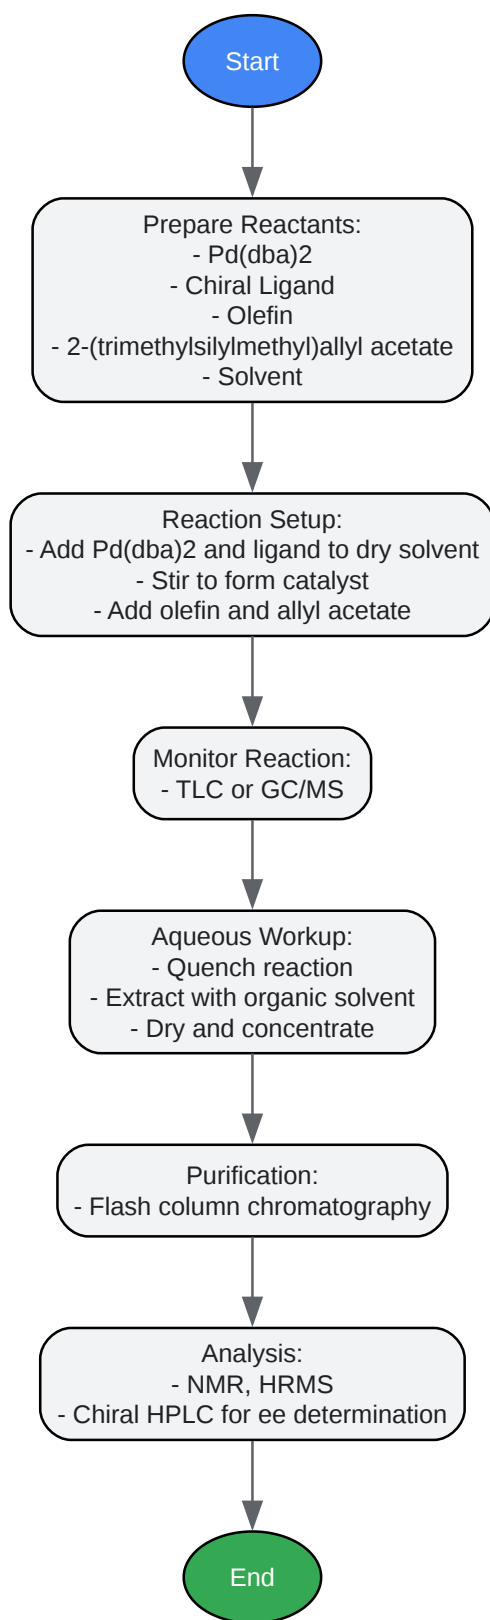 Start
Prepare Reactants:
- Pd(dba)2
- Chiral Ligand
- Olefin
- 2-(trimethylsilylmethyl)allyl acetate
- Solvent
Reaction Setup:
- Add Pd(dba)2 and ligand to dry solvent
- Stir to form catalyst
- Add olefin and allyl acetate
Monitor Reaction:
- TLC or GC/MS
Aqueous Workup:
- Quench reaction
- Extract with organic solvent
- Dry and concentrate
Purification:
- Flash column chromatography
Analysis:
- NMR, HRMS
- Chiral HPLC for ee determination
End